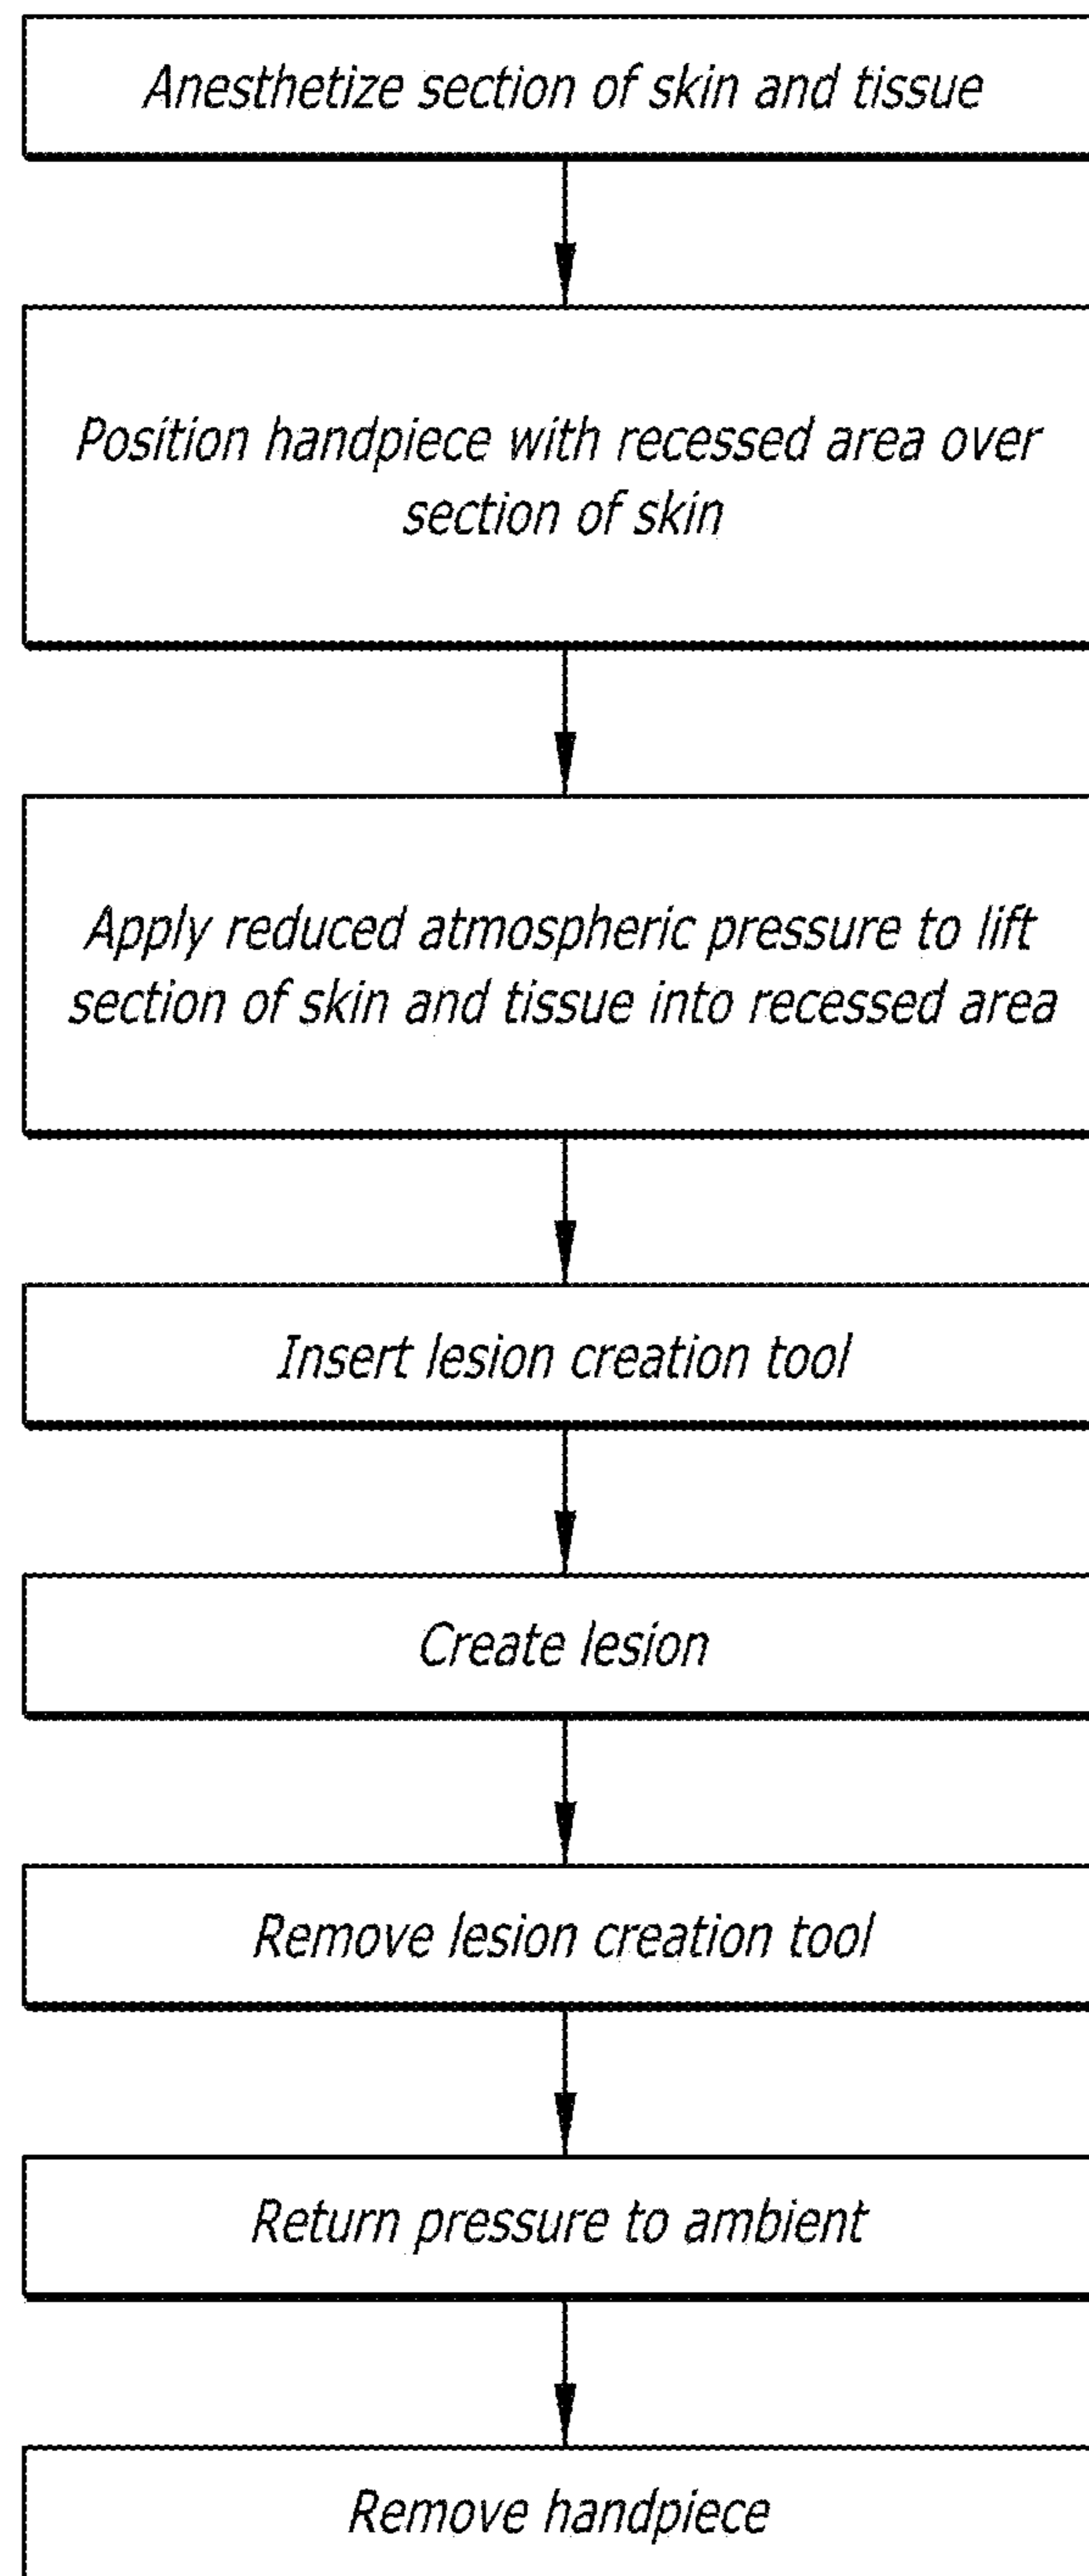 Anesthetize section of skin and tissue
Position handpiece with recessed area over
section of skin
Apply reduced atmospheric pressure to lift
section of skin and tissue into recessed area
Insert lesion creation tool
Create lesion
Remove lesion creation tool
Return pressure to ambient
Remove handpiece